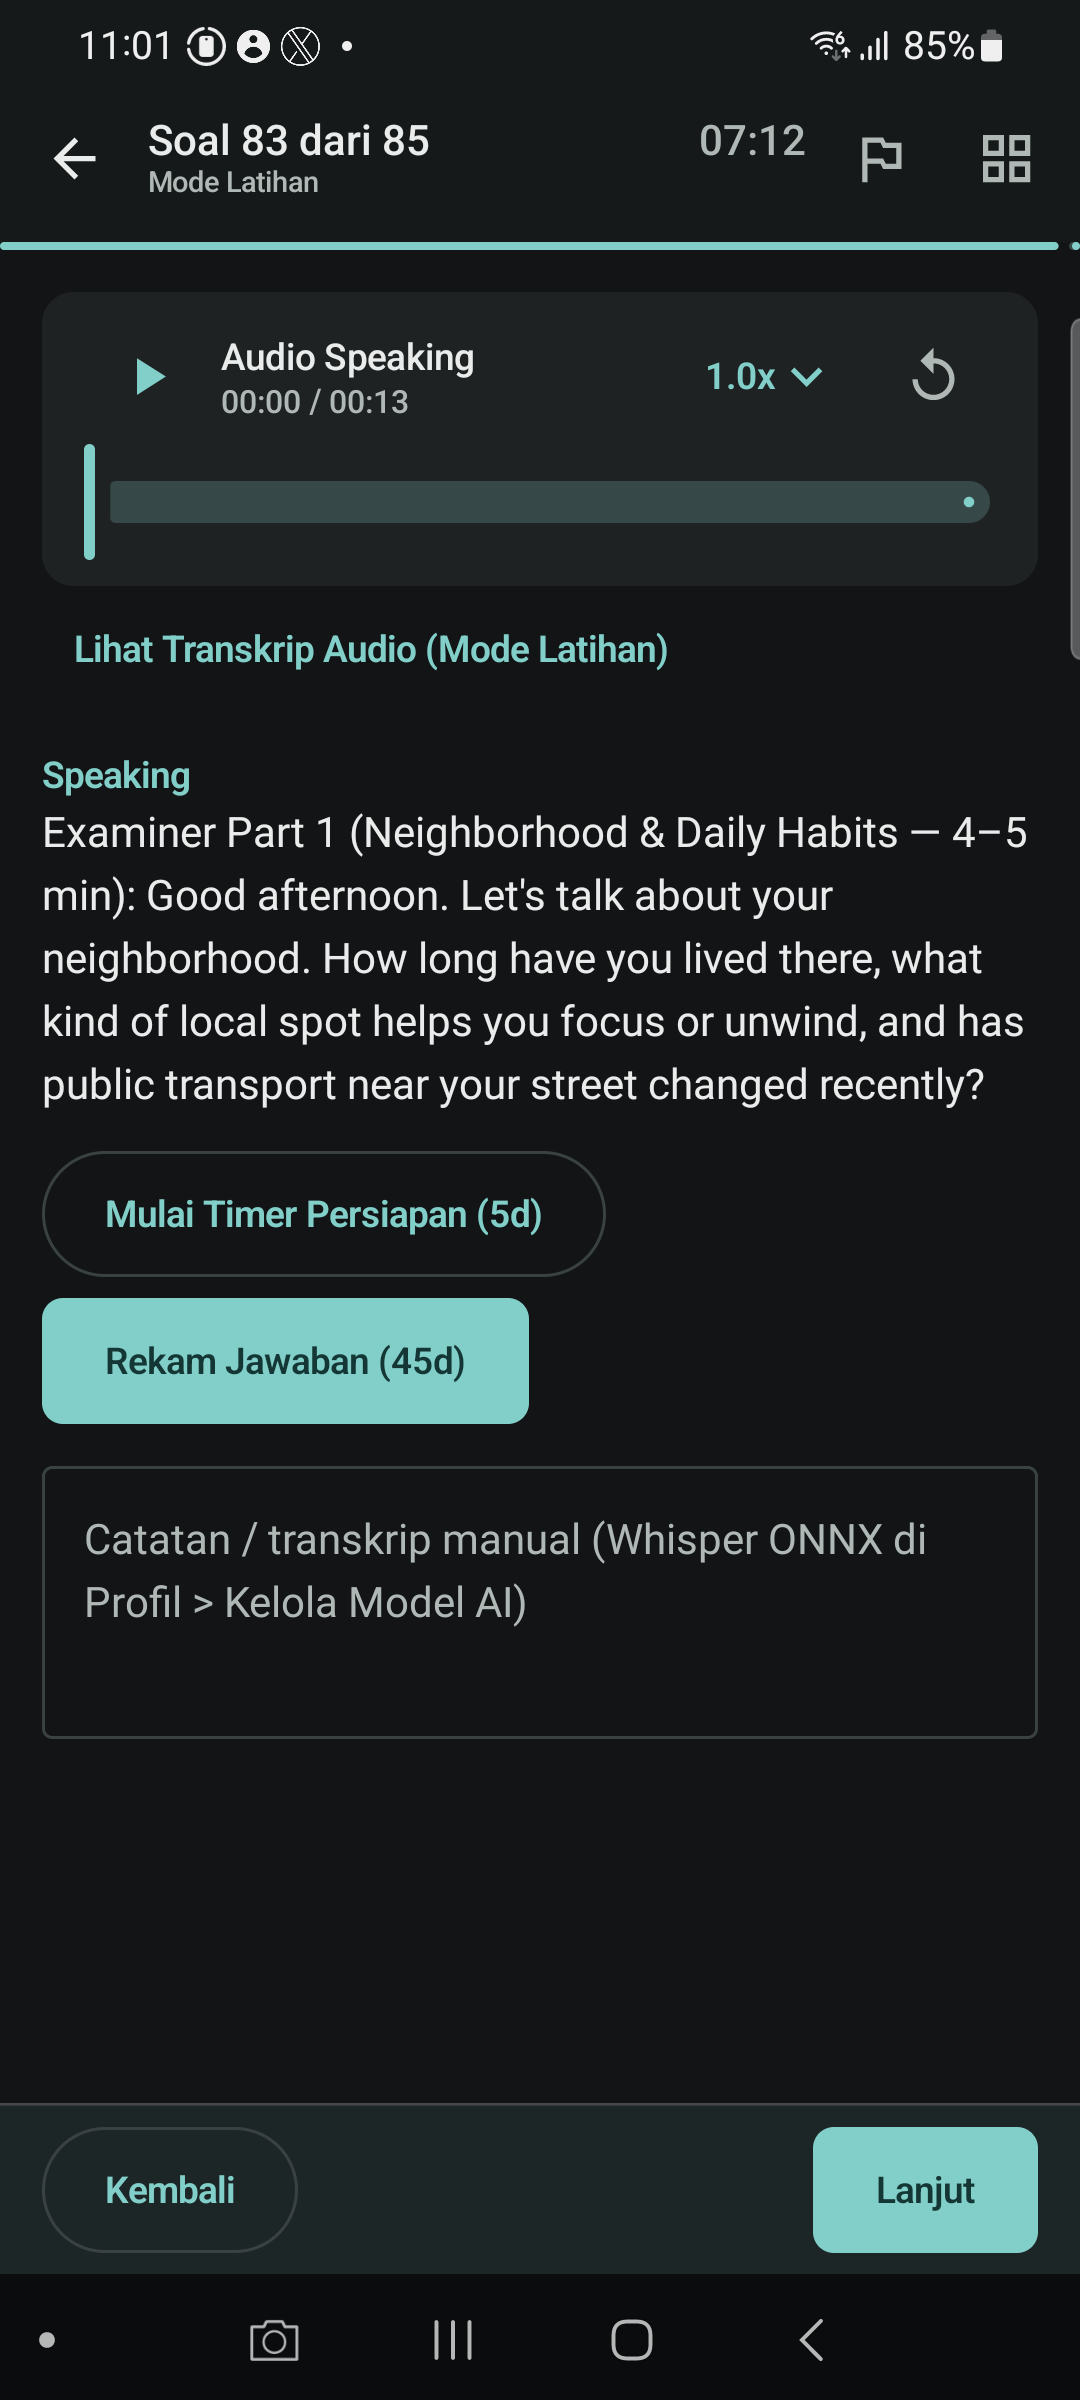 11:01
6
85%
Soal 83 dari 85
Mode Latihan
07:12
Audio Speaking
00:00 / 00:13
1.0x
Lihat Transkrip Audio (Mode Latihan)
Speaking
Examiner Part 1 (Neighborhood & Daily Habits — 4–5
min): Good afternoon. Let's talk about your
neighborhood. How long have you lived there, what
kind of local spot helps you focus or unwind, and has
public transport near your street changed recently?
Mulai Timer Persiapan (5d)
Rekam Jawaban (45d)
Catatan / transkrip manual (Whisper ONNX di
Profil > Kelola Model AI)
Kembali
Lanjut